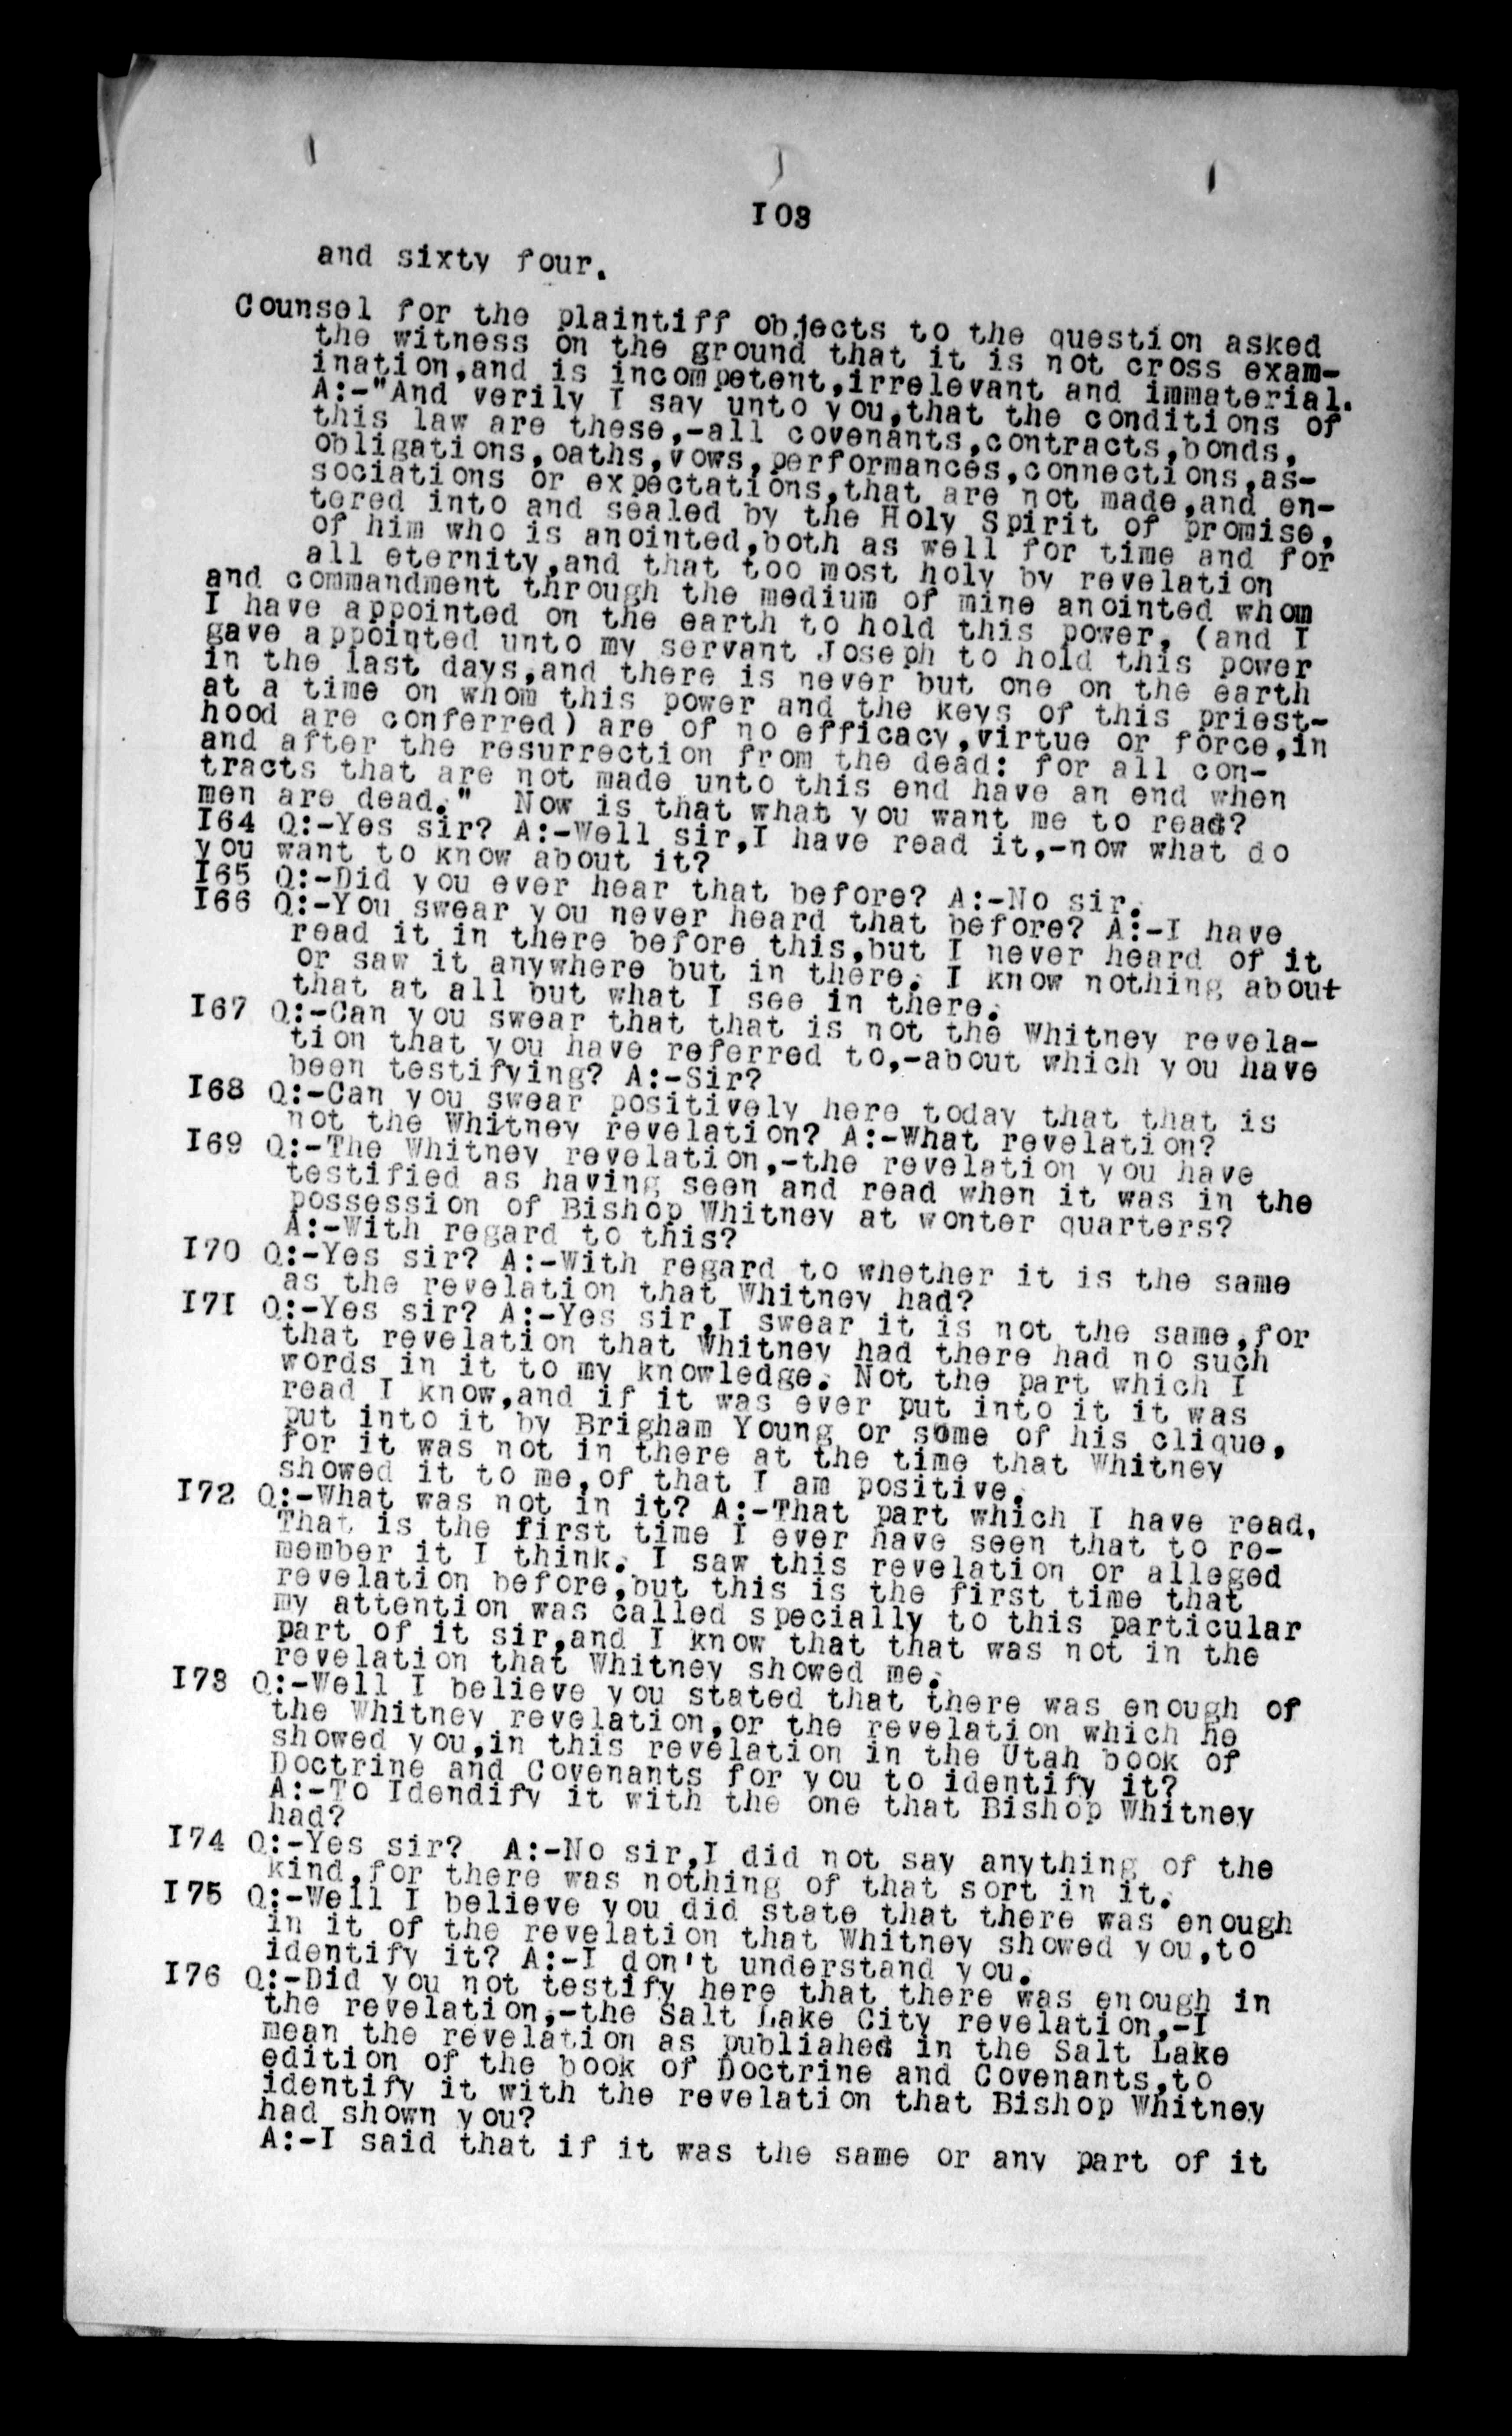 I03
and sixty four.
Counsel for the plaintiff objects to the question asked
the witness on the ground that it is not cross exam-
ination,and is incompetent,irrelevant and immaterial.
A:-"And verily I say unto you,that the conditions of
this law are these,-all covenants,contracts,bonds,
obligations,oaths,vows,performances,connections,as-
sociations or expectations,that are not made,and en-
tered into and sealed by the Holy Spirit of promise,
of him who is anointed,both as well for time and for
all eternity,and that too most holy by revelation
and commandment through the medium of mine anointed whom
I have appointed on the earth to hold this power, (and I
gave appointed unto my servant Joseph to hold this power
in the last days,and there is never but one on the earth
at a time on whom this power and the keys of this priest-
hood are conferred) are of no efficacy,virtue or force,in
and after the resurrection from the dead: for all con-
tracts that are not made unto this end have an end when
men are dead."  Now is that what you want me to read?
I64 Q:-Yes sir? A:-Well sir,I have read it,-now what do
you want to know about it?
I65 Q:-Did you ever hear that before? A:-No sir.
I66 Q:-You swear you never heard that before? A:-I have
read it in there before this,but I never heard of it
or saw it anywhere but in there. I know nothing about
that at all but what I see in there.
I67 Q:-Can you swear that that is not the Whitney revela-
tion that you have referred to,-about which you have
been testifying? A:-Sir?
I68 Q:-Can you swear positively here today that that is
not the Whitney revelation? A:-What revelation?
I69 Q:-The Whitney revelation,-the revelation you have
testified as having seen and read when it was in the
possession of Bishop Whitney at wonter quarters?
A:-With regard to this?
I70 Q:-Yes sir? A:-With regard to whether it is the same
as the revelation that Whitney had?
I7I Q:-Yes sir? A:-Yes sir,I swear it is not the same,for
that revelation that Whitney had there had no such
words in it to my knowledge. Not the part which I
read I know,and if it was ever put into it it was
put into it by Brigham Young or some of his clique,
for it was not in there at the time that Whitney
showed it to me,of that I am positive.
I72 Q:-What was not in it? A:-That part which I have read.
That is the first time I ever have seen that to re-
member it I think. I saw this revelation or alleged
revelation before,but this is the first time that
my attention was called specially to this particular
part of it sir,and I know that that was not in the
revelation that Whitney showed me.
I73 Q:-Well I believe you stated that there was enough of
the Whitney revelation,or the revelation which he
showed you,in this revelation in the Utah book of
Doctrine and Covenants for you to identify it?
A:-To Idendify it with the one that Bishop Whitney
had?
I74 Q:-Yes sir?  A:-No sir,I did not say anything of the
kind,for there was nothing of that sort in it.
I75 Q:-Well I believe you did state that there was enough
in it of the revelation that Whitney showed you,to
identify it? A:-I don't understand you.
I76 Q:-Did you not testify here that there was enough in
the revelation,-the Salt Lake City revelation,-I
mean the revelation as publiahed in the Salt Lake
edition of the book of Doctrine and Covenants,to
identify it with the revelation that Bishop Whitney
had shown you?
A:-I said that if it was the same or any part of it